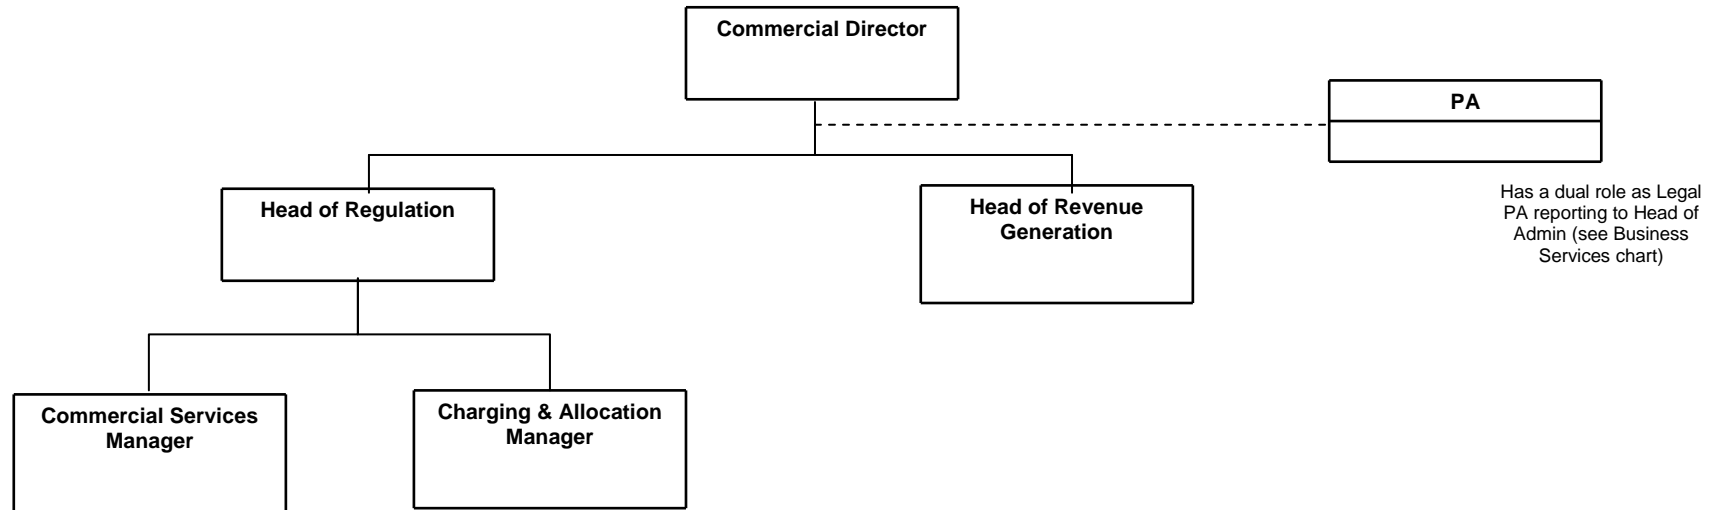 Commercial Director
PA
Has a dual role as Legal
PA reporting to Head of
Admin (see Business
Services chart)
Head of Regulation
Head of Revenue
Generation
Commercial Services
Manager
Charging & Allocation
Manager